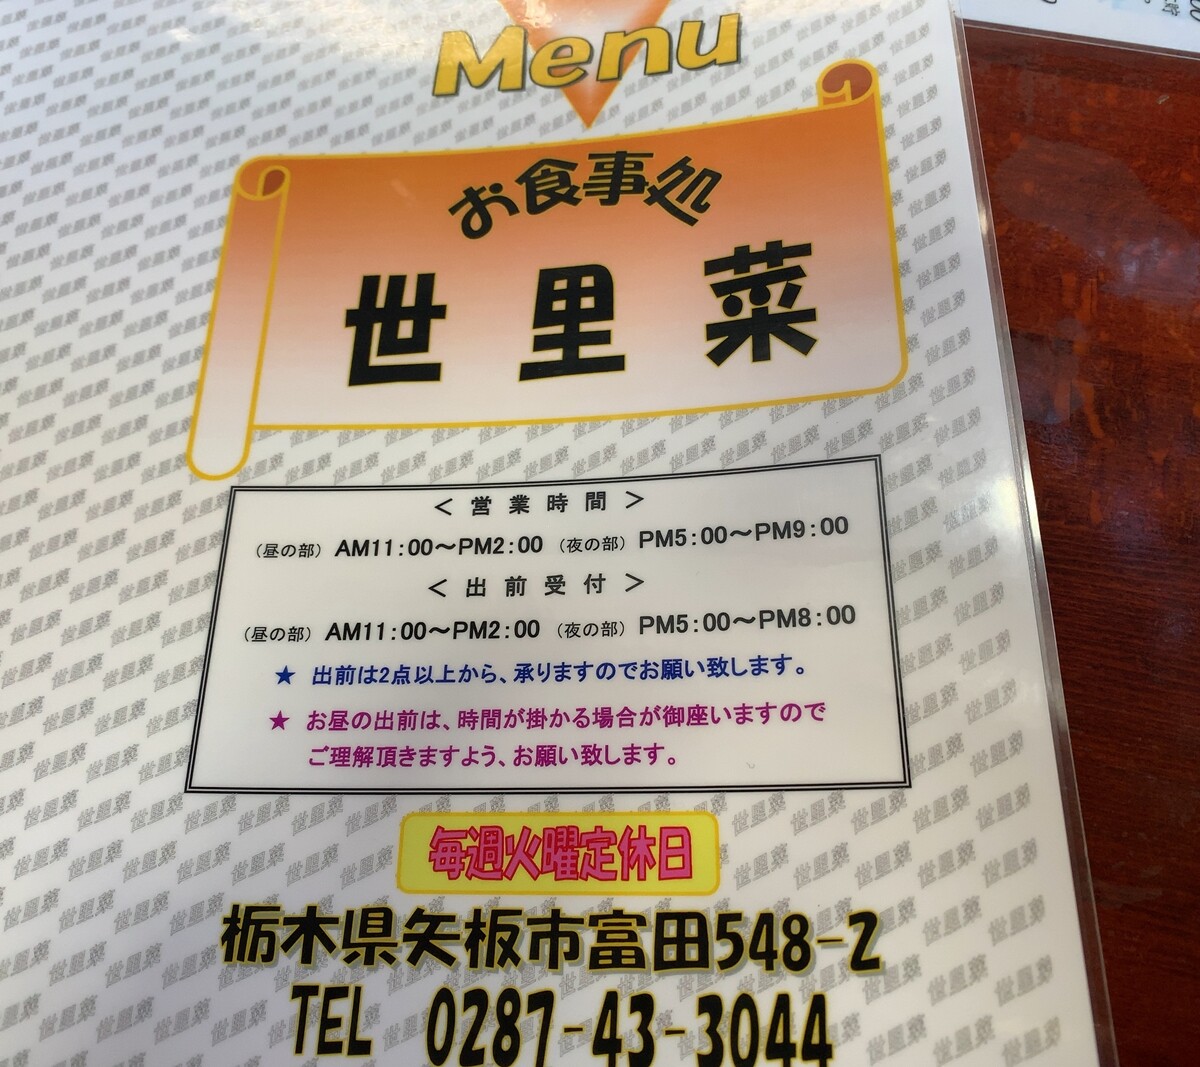 Menu
お食事処
世里菜
＜ 営業時間 ＞
（昼の部） AM11:00～PM2:00 （夜の部） PM5:00～PM9:00
＜ 出前受付 ＞
（昼の部） AM11:00～PM2:00 （夜の部） PM5:00～PM8:00
★ 出前は2点以上から、承りますのでお願い致します。
★ お昼の出前は、時間が掛かる場合が御座いますので
ご理解頂きますよう、お願い致します。
毎週火曜定休日
栃木県矢板市富田548-2
TEL 0287-43-3044